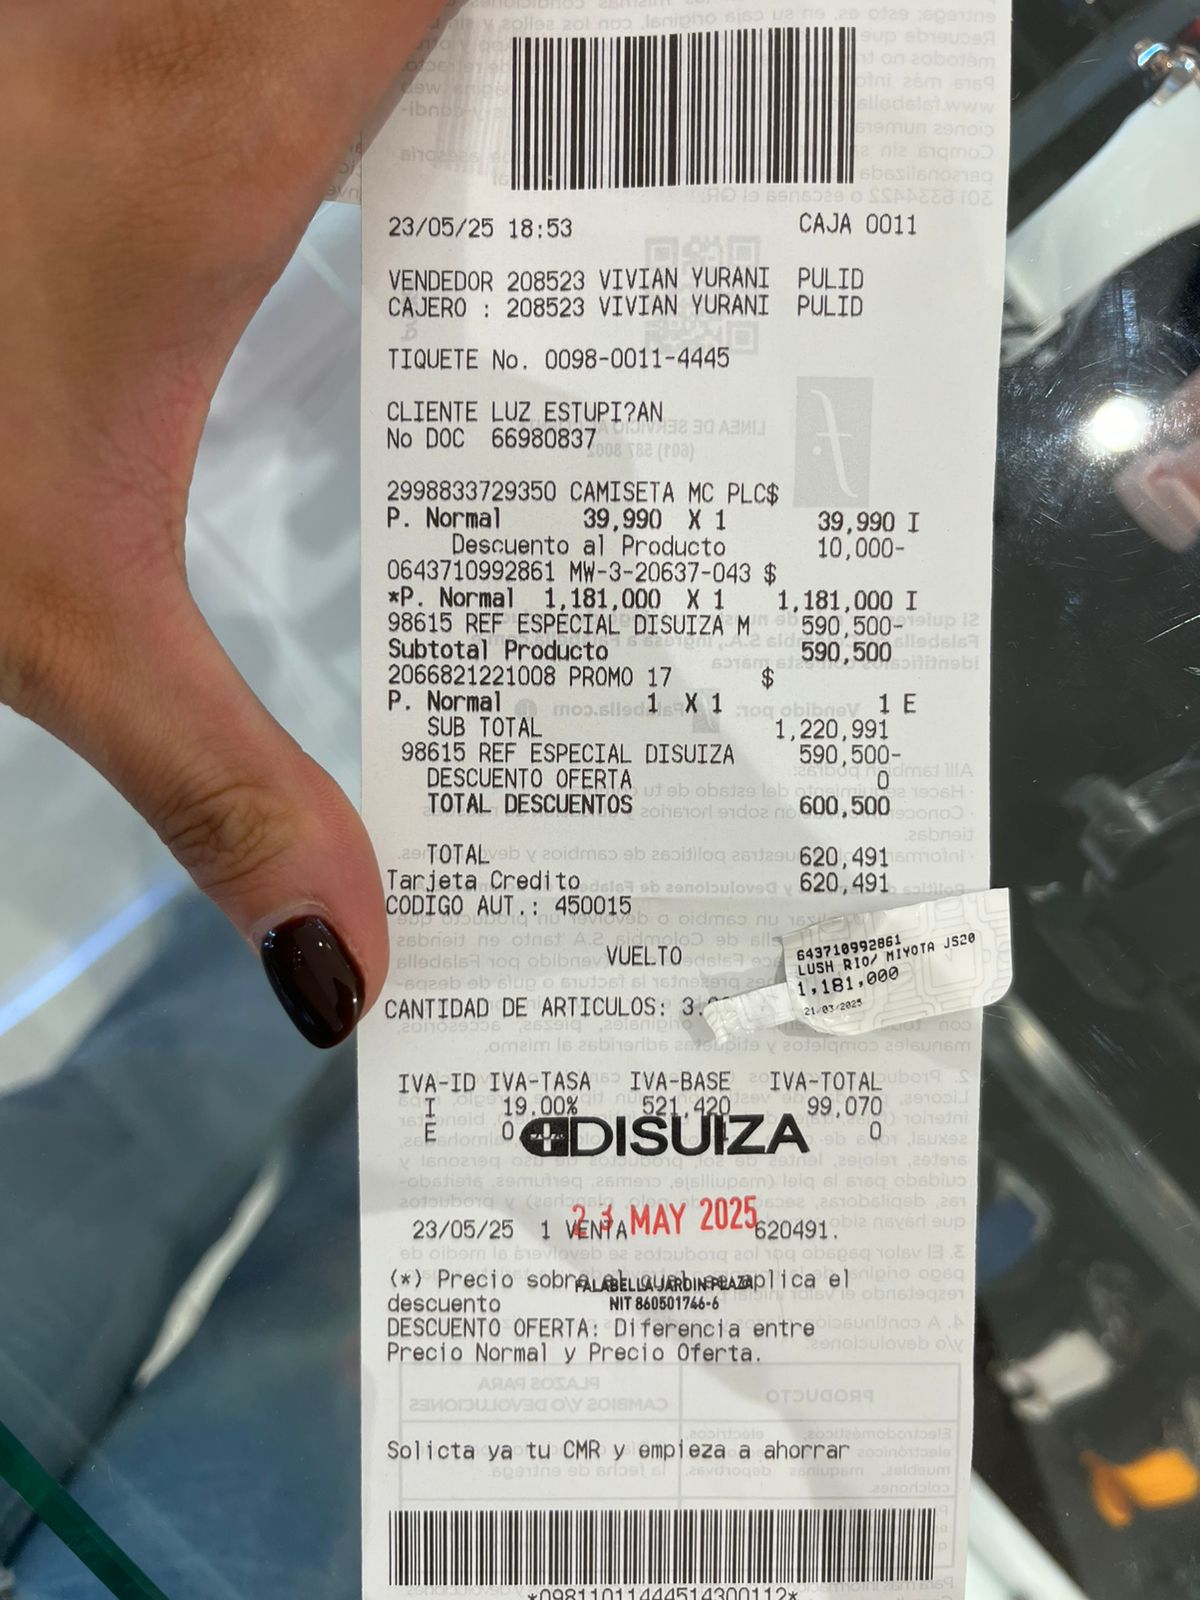 23/05/25 18:53 CAJA 0011
VENDEDOR 208523 VIVIAN YURANI PULID
CAJERO : 208523 VIVIAN YURANI PULID
TIQUETE No. 0098-0011-4445
CLIENTE LUZ ESTUPI?AN
No DOC 66980837
2998833729350 CAMISETA MC PLC$
P. Normal 39,990 X 1 39,990 I
Descuento al Producto 10,000-
0643710992861 MW-3-20637-043 $
*P. Normal 1,181,000 X 1 1,181,000 I
98615 REF ESPECIAL DISUIZA M 590,500-
Subtotal Producto 590,500
2066821221008 PROMO 17 $
P. Normal 1 X 1 1 E
SUB TOTAL 1,220,991
98615 REF ESPECIAL DISUIZA 590,500-
DESCUENTO OFERTA 0
TOTAL DESCUENTOS 600,500
TOTAL 620,491
Tarjeta Credito 620,491
CODIGO AUT.: 450015
VUELTO
643710992861
LUSH RIO/ MIYOTA JS20
1,181,000
21/03/2025
CANTIDAD DE ARTICULOS: 3.
IVA-ID IVA-TASA IVA-BASE IVA-TOTAL
I 19.00% 521,420 99,070
E 0 0
DISUIZA
23 MAY 2025
23/05/25 1 VENTA 620491.
(*) Precio sobre el cual se aplica el
descuento
FALABELLA JARDIN PLAZA
NIT 860501746-6
DESCUENTO OFERTA: Diferencia entre
Precio Normal y Precio Oferta.
Solicta ya tu CMR y empieza a ahorrar
*09811011444514300112*